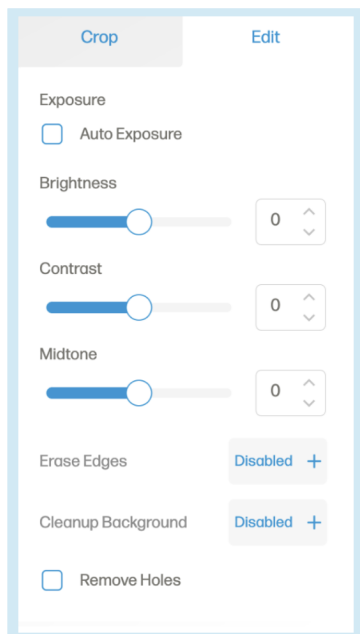 Crop Edit
Exposure
Auto Exposure
Brightness
0
Contrast
0
Midtone
0
Erase Edges Disabled +
Cleanup Background Disabled +
Remove Holes